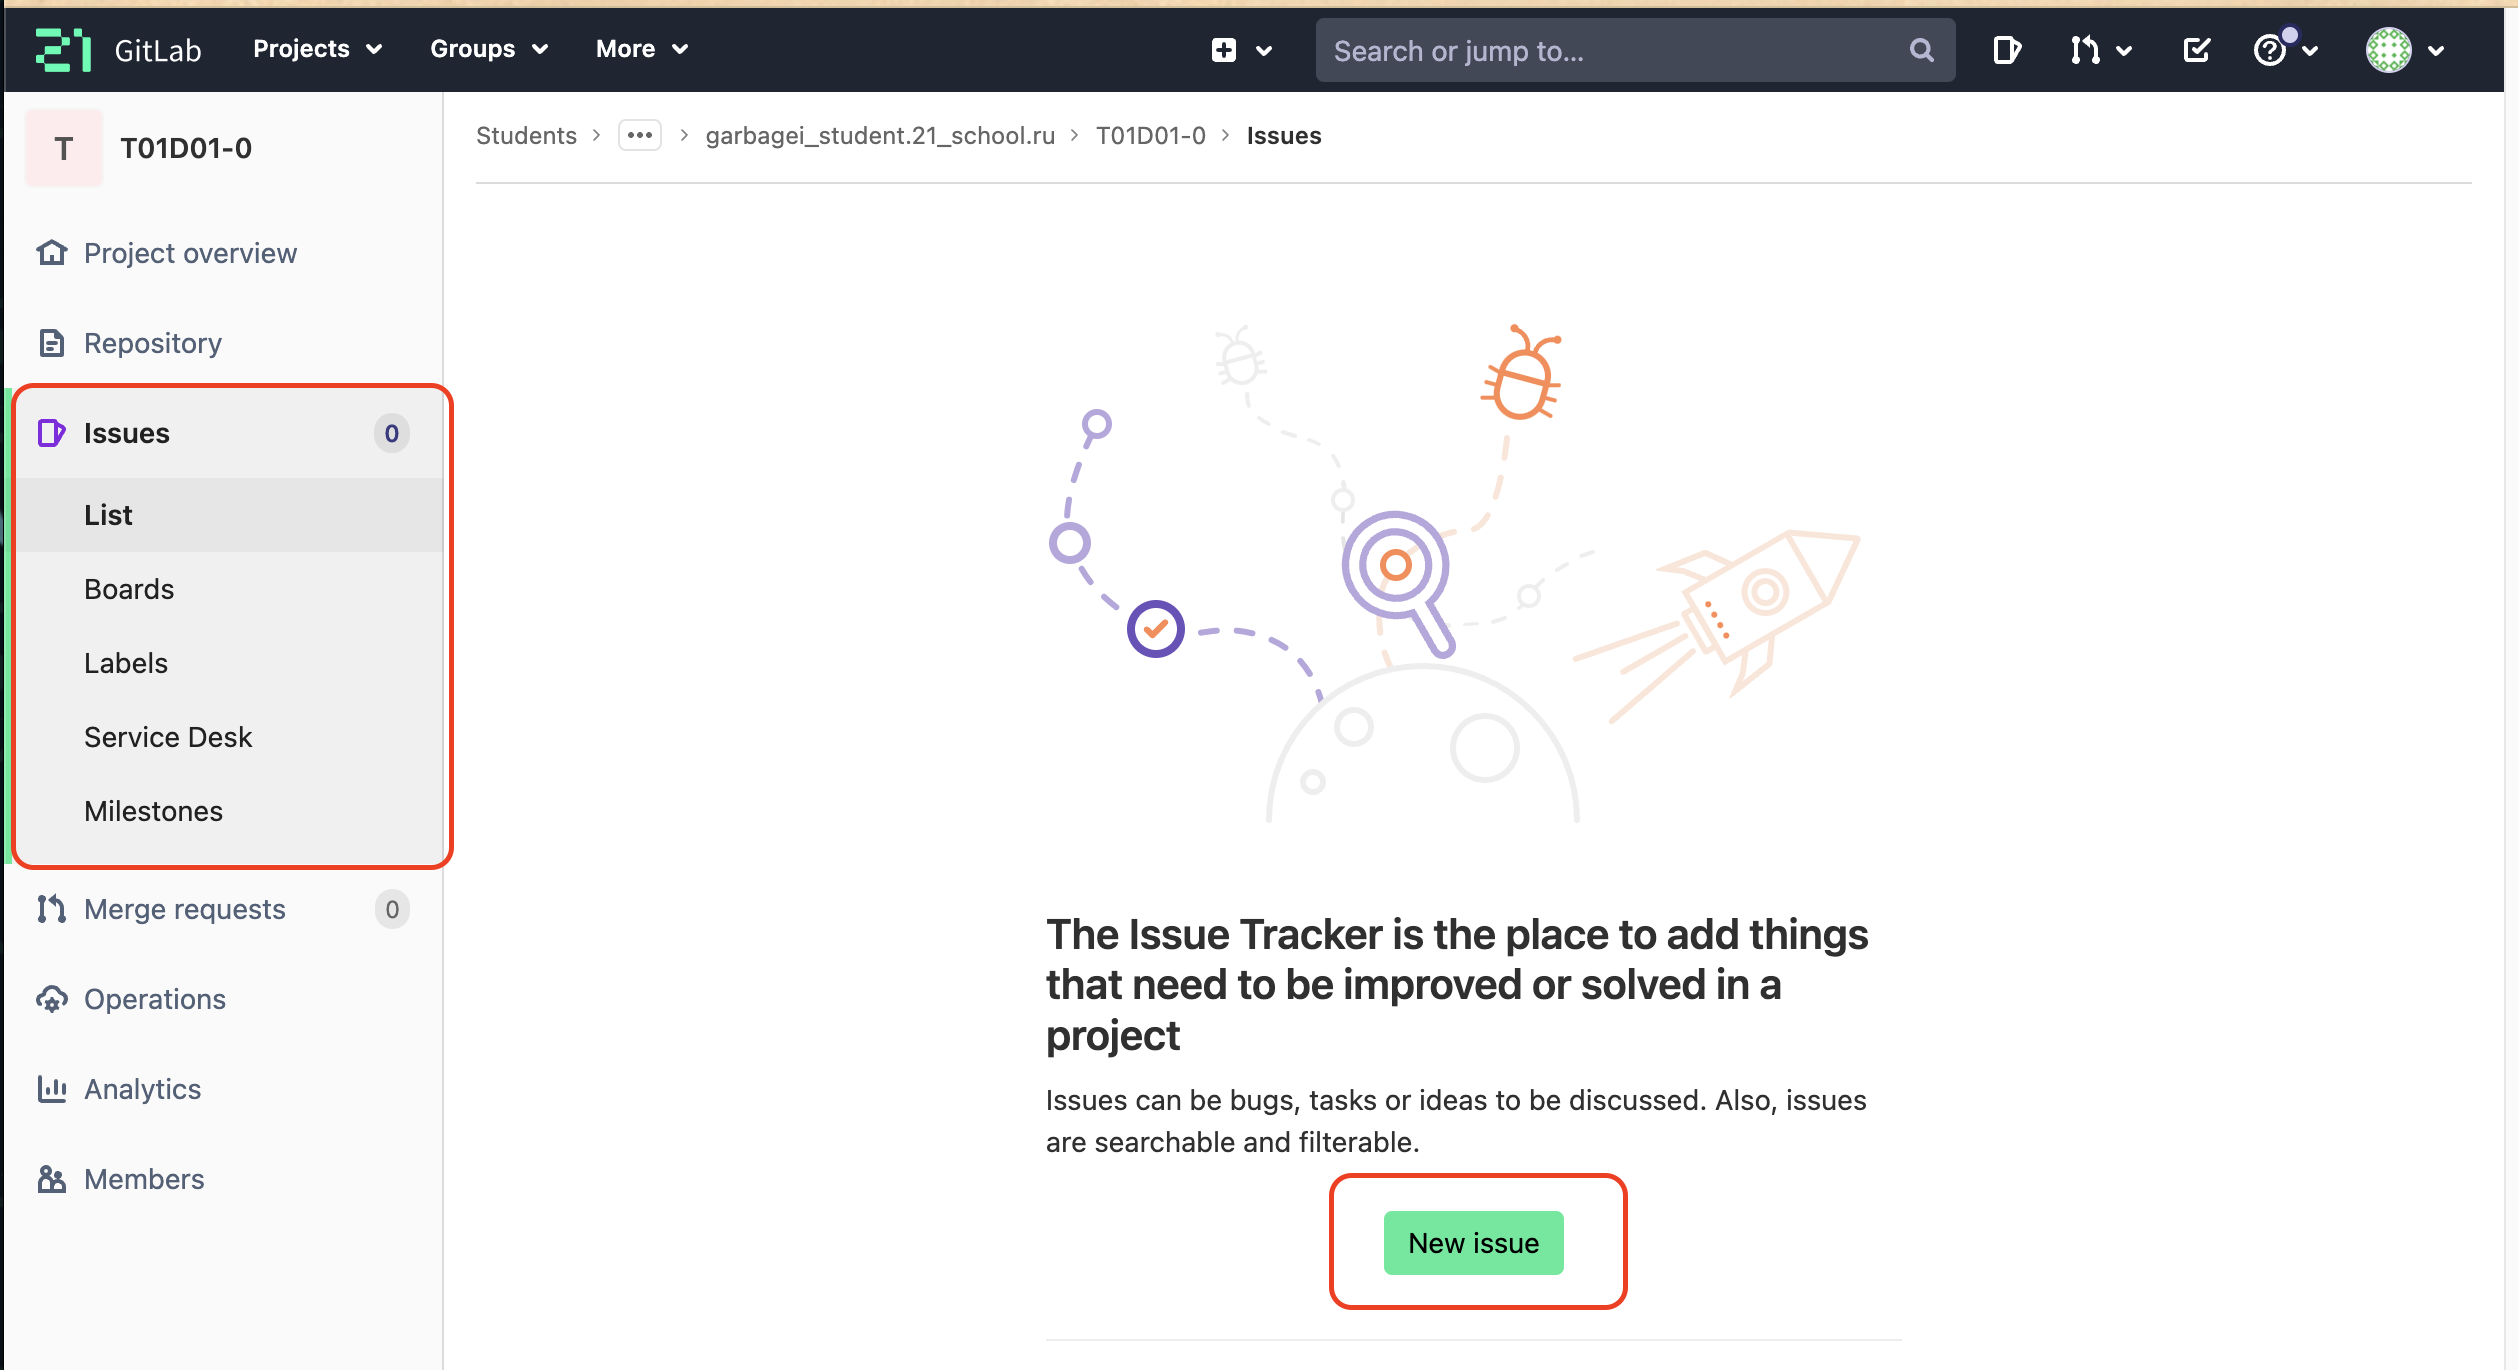 21 GitLab Projects Groups More Search or jump to...
T T01D01-0
Students > ••• > garbagei_student.21_school.ru > T01D01-0 > Issues
Project overview
Repository
Issues 0
List
Boards
Labels
Service Desk
Milestones
Merge requests 0
Operations
Analytics
Members
The Issue Tracker is the place to add things
that need to be improved or solved in a
project
Issues can be bugs, tasks or ideas to be discussed. Also, issues
are searchable and filterable.
New issue